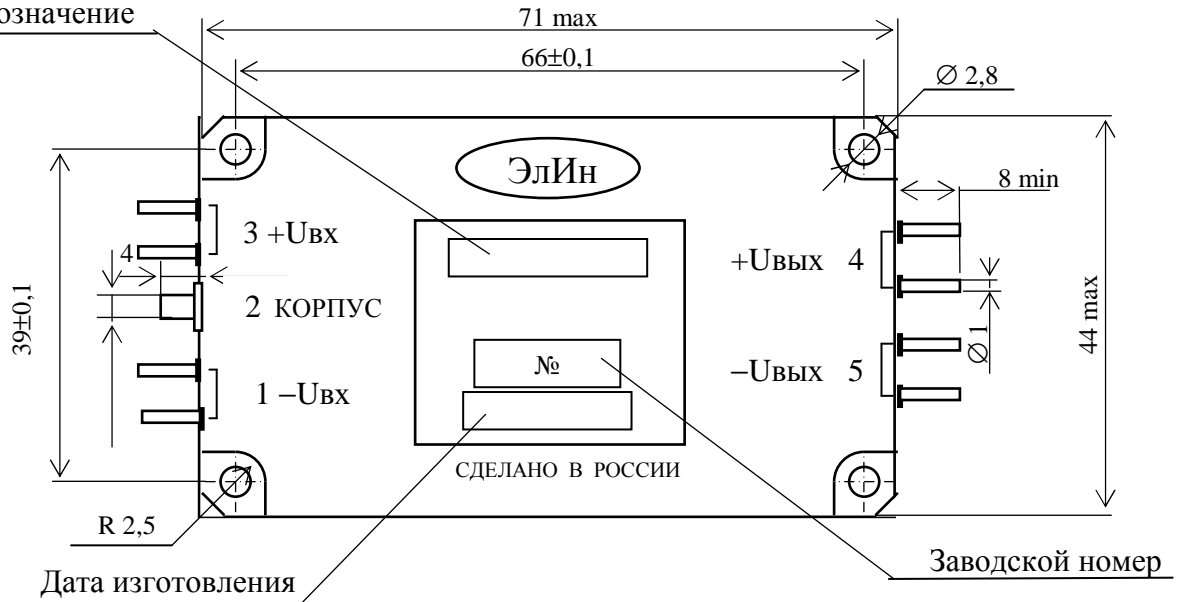 означение
71 max
66±0,1
∅ 2,8
ЭлИн
8 min
3 +Uвх
+Uвых 4
4
2 КОРПУС
39±0,1
∅ 1
44 max
№
−Uвых 5
1 −Uвх
СДЕЛАНО В РОССИИ
R 2,5
Дата изготовления
Заводской номер